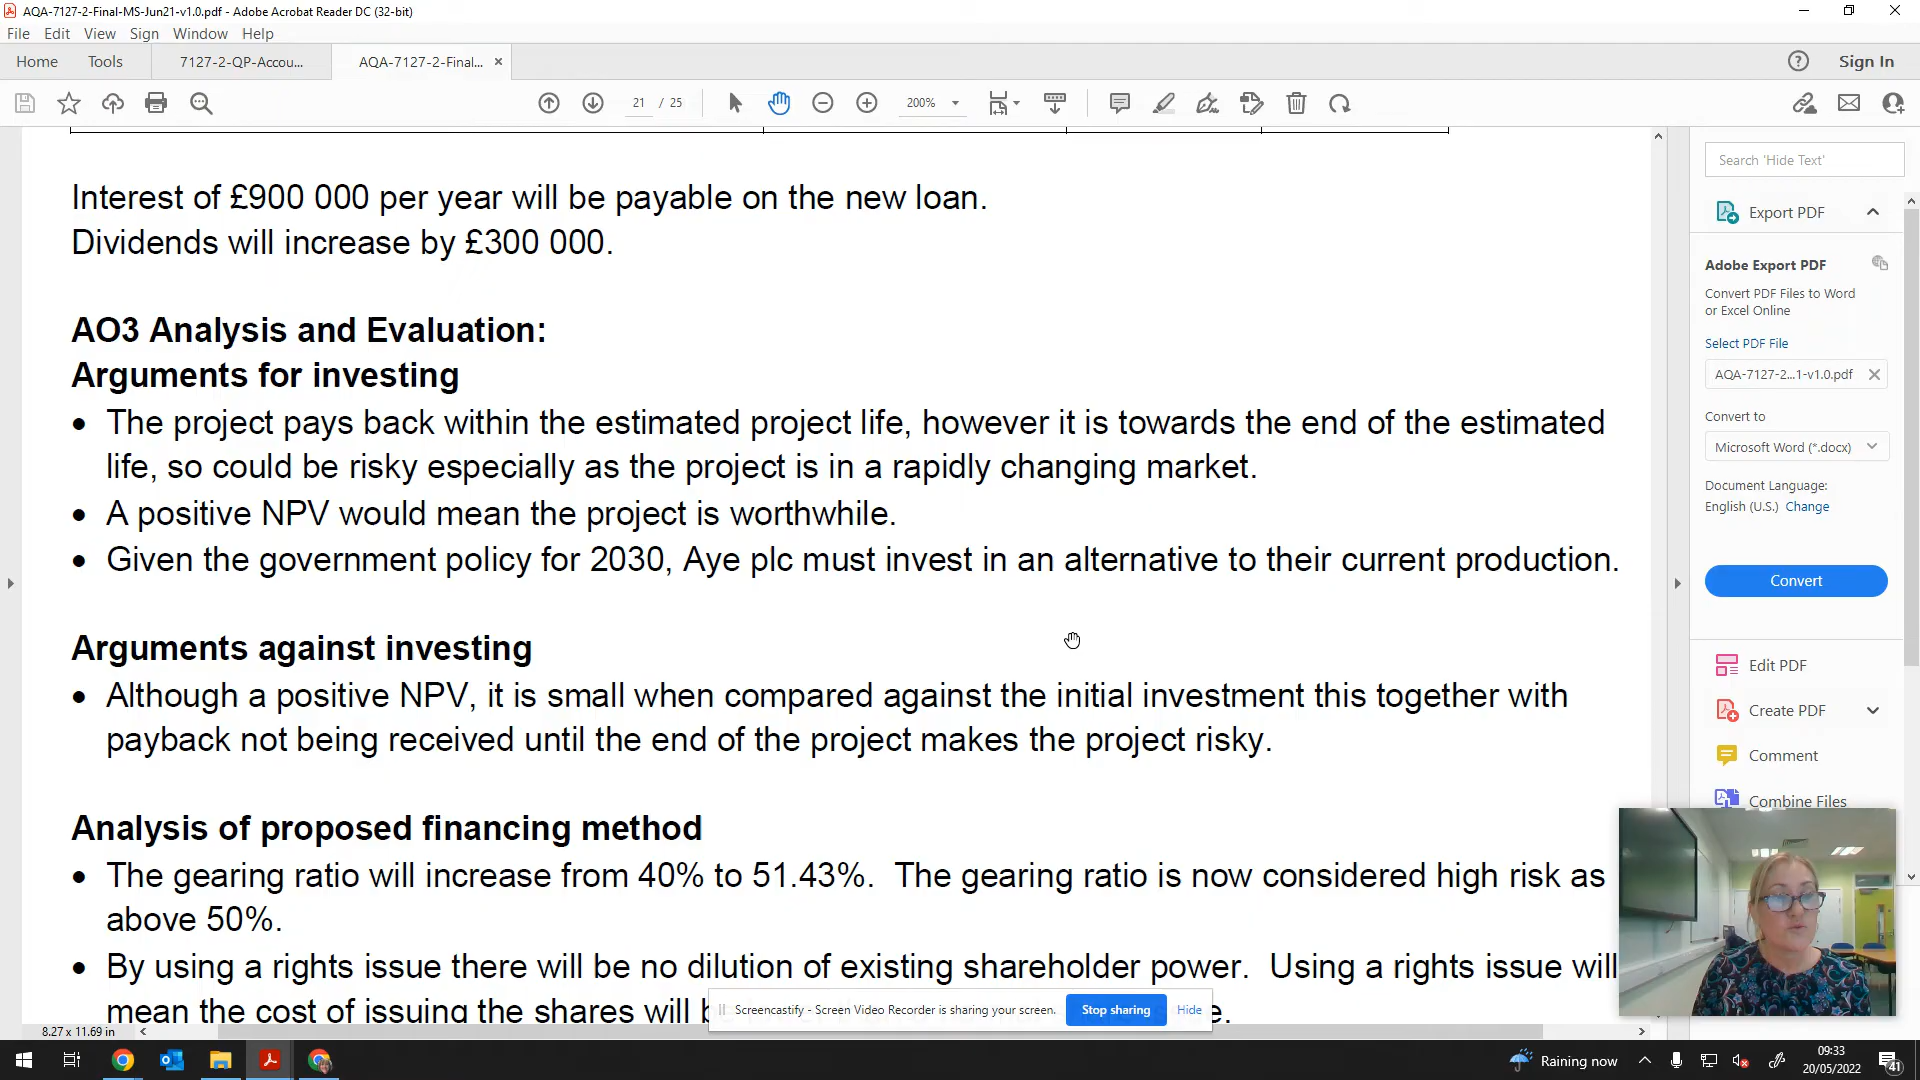 AQA-7127-2-Final-MS-Jun21-v1.0.pdf - Adobe Acrobat Reader DC (32-bit)
File Edit View Sign Window Help
Home Tools 7127-2-QP-Accou... AQA-7127-2-Final... × Sign In
21 / 25 200%
Interest of £900 000 per year will be payable on the new loan.
Dividends will increase by £300 000.
AO3 Analysis and Evaluation:
Arguments for investing
• The project pays back within the estimated project life, however it is towards the end of the estimated
life, so could be risky especially as the project is in a rapidly changing market.
• A positive NPV would mean the project is worthwhile.
• Given the government policy for 2030, Aye plc must invest in an alternative to their current production.
Arguments against investing
• Although a positive NPV, it is small when compared against the initial investment this together with
payback not being received until the end of the project makes the project risky.
Analysis of proposed financing method
• The gearing ratio will increase from 40% to 51.43%. The gearing ratio is now considered high risk as
above 50%.
• By using a rights issue there will be no dilution of existing shareholder power. Using a rights issue will
mean the cost of issuing the shares will
8.27 x 11.69 in
Search 'Hide Text'
Export PDF
Adobe Export PDF
Convert PDF Files to Word
or Excel Online
Select PDF File
AQA-7127-2...1-v1.0.pdf
Convert to
Microsoft Word (*.docx)
Document Language:
English (U.S.) Change
Convert
Edit PDF
Create PDF
Comment
Combine Files
Screencastify - Screen Video Recorder is sharing your screen. Stop sharing Hide
Raining now
09:33
20/05/2022
41